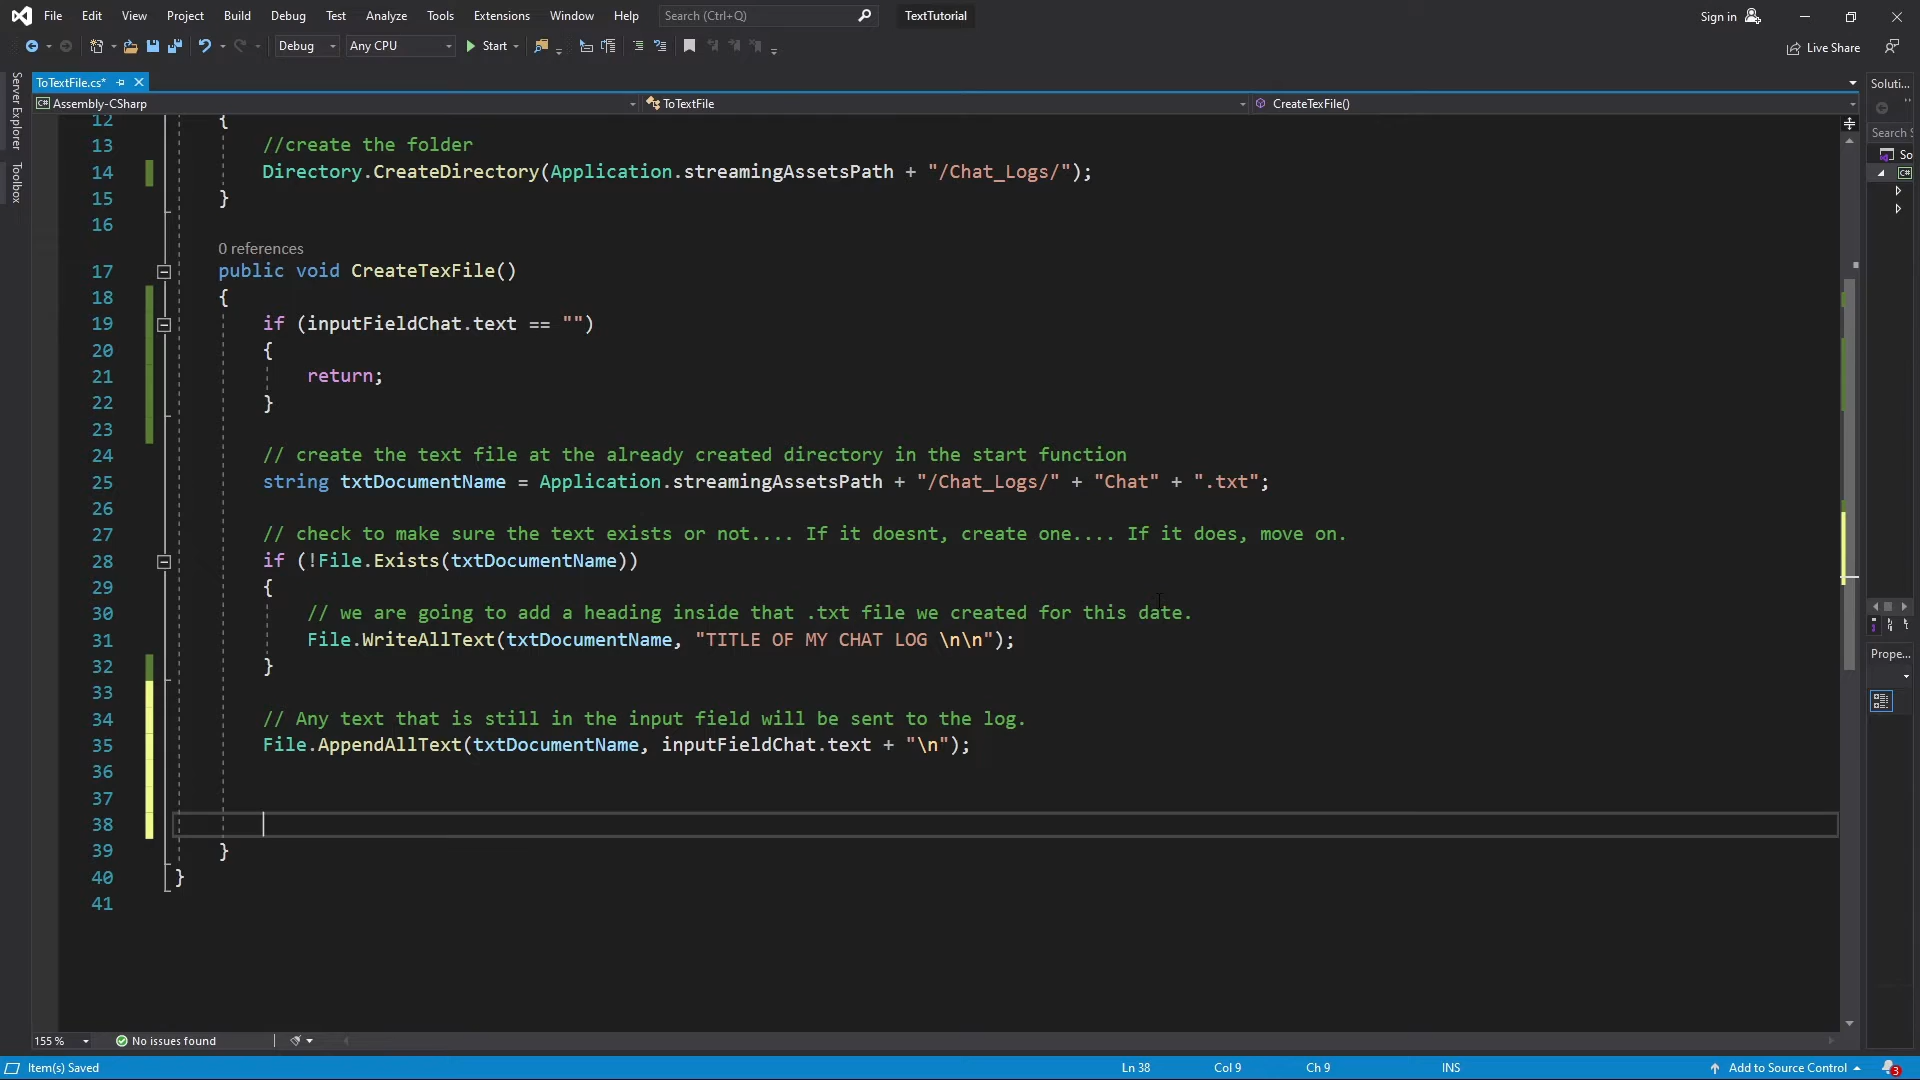 File Edit View Project Build Debug Test Analyze Tools Extensions Window Help Search (Ctrl+Q) TextTutorial Sign in
Debug Any CPU Start Live Share
Server Explorer
Toolbox
ToTextFile.cs*
Assembly-CSharp ToTextFile CreateTexFile()
Soluti...
Search S
So
12 {
13 //create the folder
14 Directory.CreateDirectory(Application.streamingAssetsPath + "/Chat_Logs/");
15 }
16
0 references
17 public void CreateTexFile()
18 {
19 if (inputFieldChat.text == "")
20 {
21 return;
22 }
23
24 // create the text file at the already created directory in the start function
25 string txtDocumentName = Application.streamingAssetsPath + "/Chat_Logs/" + "Chat" + ".txt";
26
27 // check to make sure the text exists or not.... If it doesnt, create one.... If it does, move on.
28 if (!File.Exists(txtDocumentName))
29 {
30 // we are going to add a heading inside that .txt file we created for this date.
31 File.WriteAllText(txtDocumentName, "TITLE OF MY CHAT LOG \n\n");
32 }
33
34 // Any text that is still in the input field will be sent to the log.
35 File.AppendAllText(txtDocumentName, inputFieldChat.text + "\n");
36
37
38
39 }
40 }
41
Prope...
155 % No issues found
Item(s) Saved Ln 38 Col 9 Ch 9 INS Add to Source Control 3